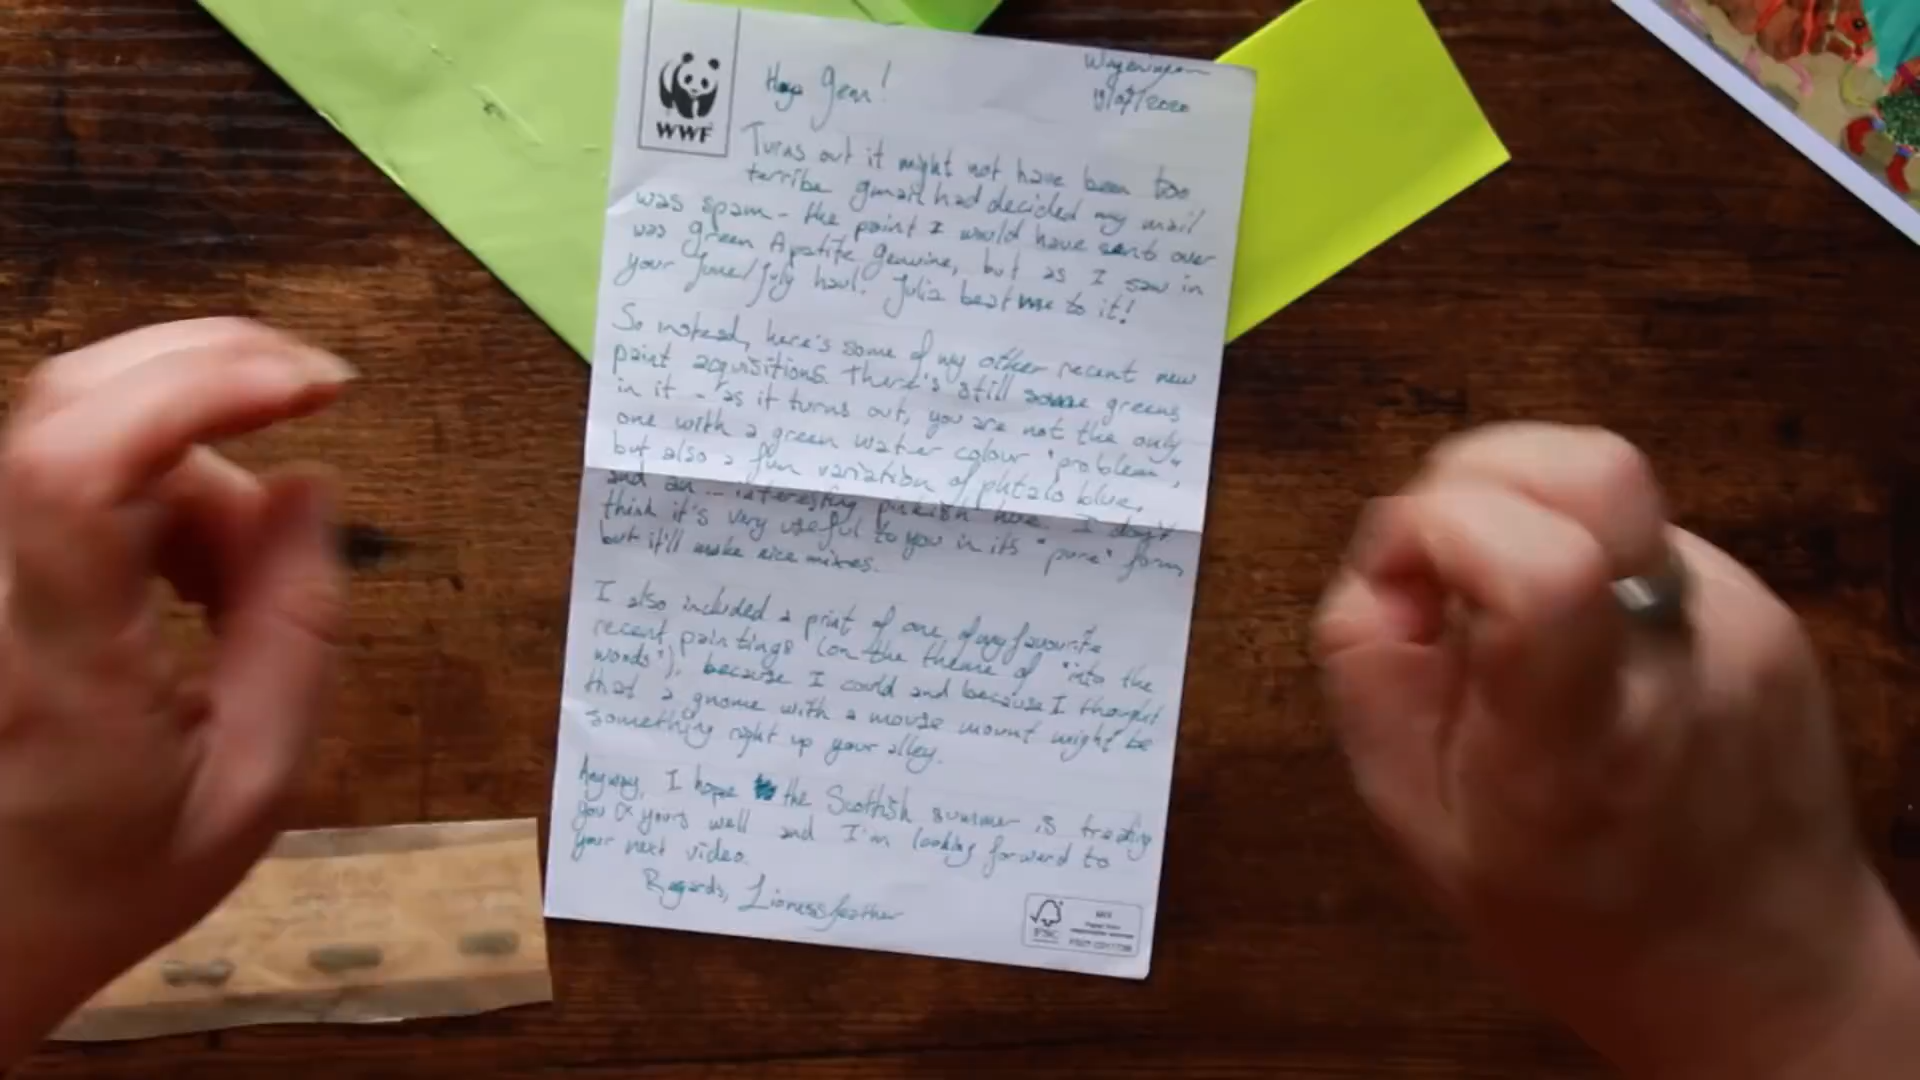 WWF
Wageningen
19/07/2020
Heya Gean!
Turns out it might not have been too
terribe gmail had decided my mail
was spam - the paint I would have sent over
was green Apatite Genuine, but as I saw in
your June/July haul: Julia beat me to it!
So instead, here's some of my other recent new
paint acquisitions. There's still some greens
in it - as it turns out, you are not the only
one with a green water colour "problem",
but also a fun variation of phtalo blue,
and an ... interesting pinkish hue. I don't
think it's very useful to you in its "pure" form,
but it'll make nice mixes.
I also included a print of one of my favourite
recent paintings (on the theme of "into the
woods"), because I could and because I thought
that a gnome with a mouse mount might be
something right up your alley.
Anyway, I hope the Scottish summer is treating
you & yours well and I'm looking forward to
your next video.
Regards, Lionessfeather
FSC
MIX